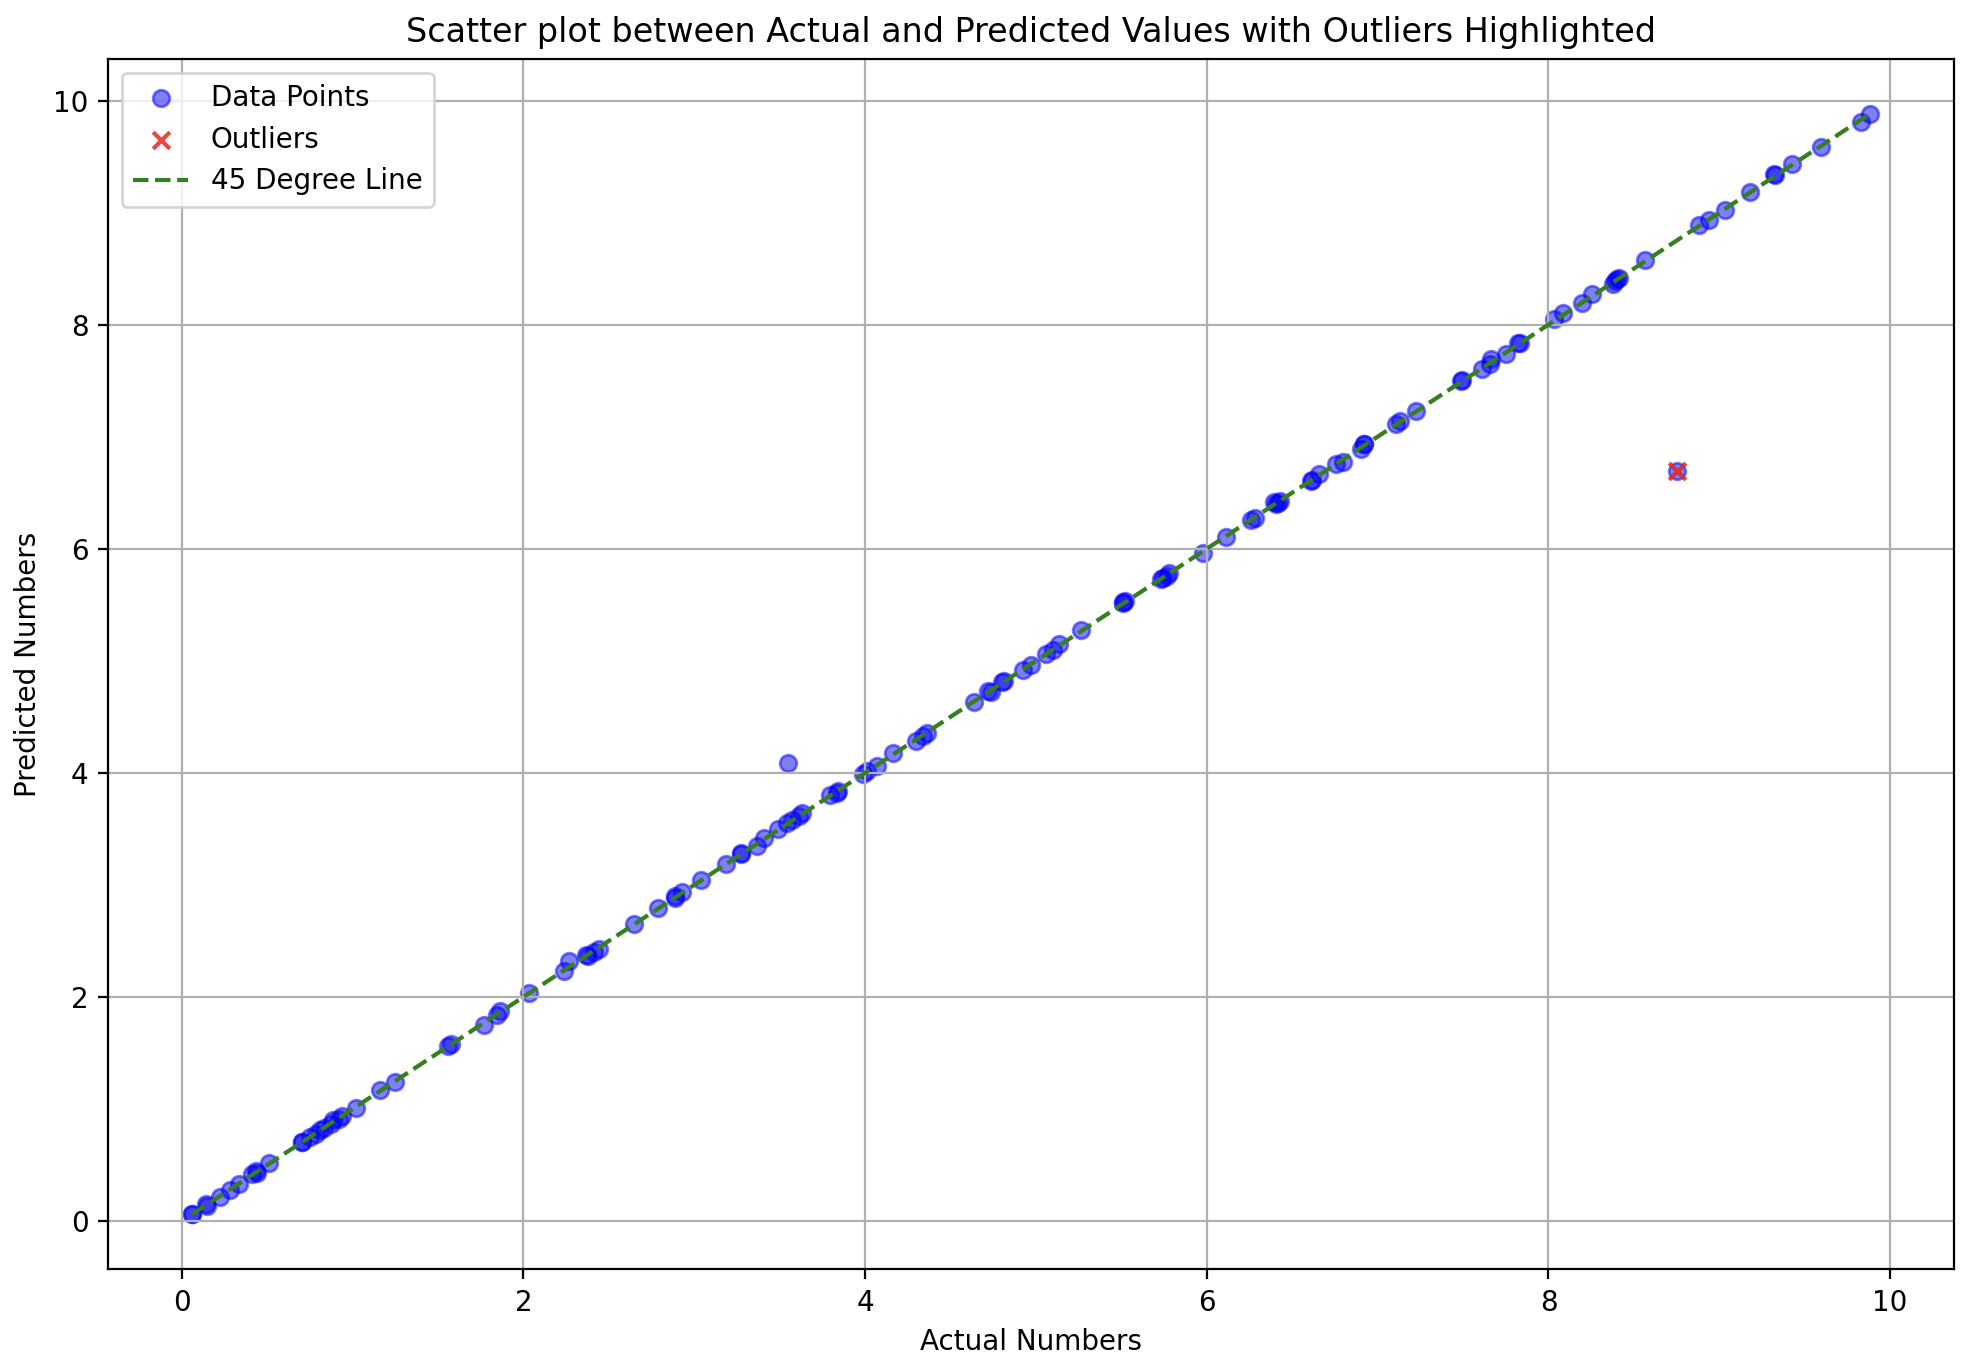 Scatter plot between Actual and Predicted Values with Outliers Highlighted
Data Points
Outliers
45 Degree Line
10
8
6
4
2
0
Predicted Numbers
0 2 4 6 8 10
Actual Numbers